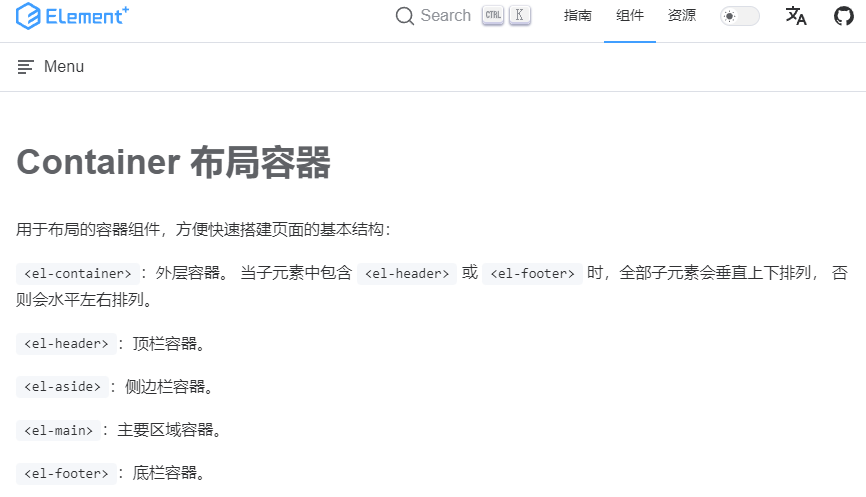 ELement+
Search CTRL K 指南 组件 资源
Menu
Container 布局容器
用于布局的容器组件，方便快速搭建页面的基本结构：
<el-container>：外层容器。 当子元素中包含 <el-header> 或 <el-footer> 时，全部子元素会垂直上下排列， 否
则会水平左右排列。
<el-header>：顶栏容器。
<el-aside>：侧边栏容器。
<el-main>：主要区域容器。
<el-footer>：底栏容器。